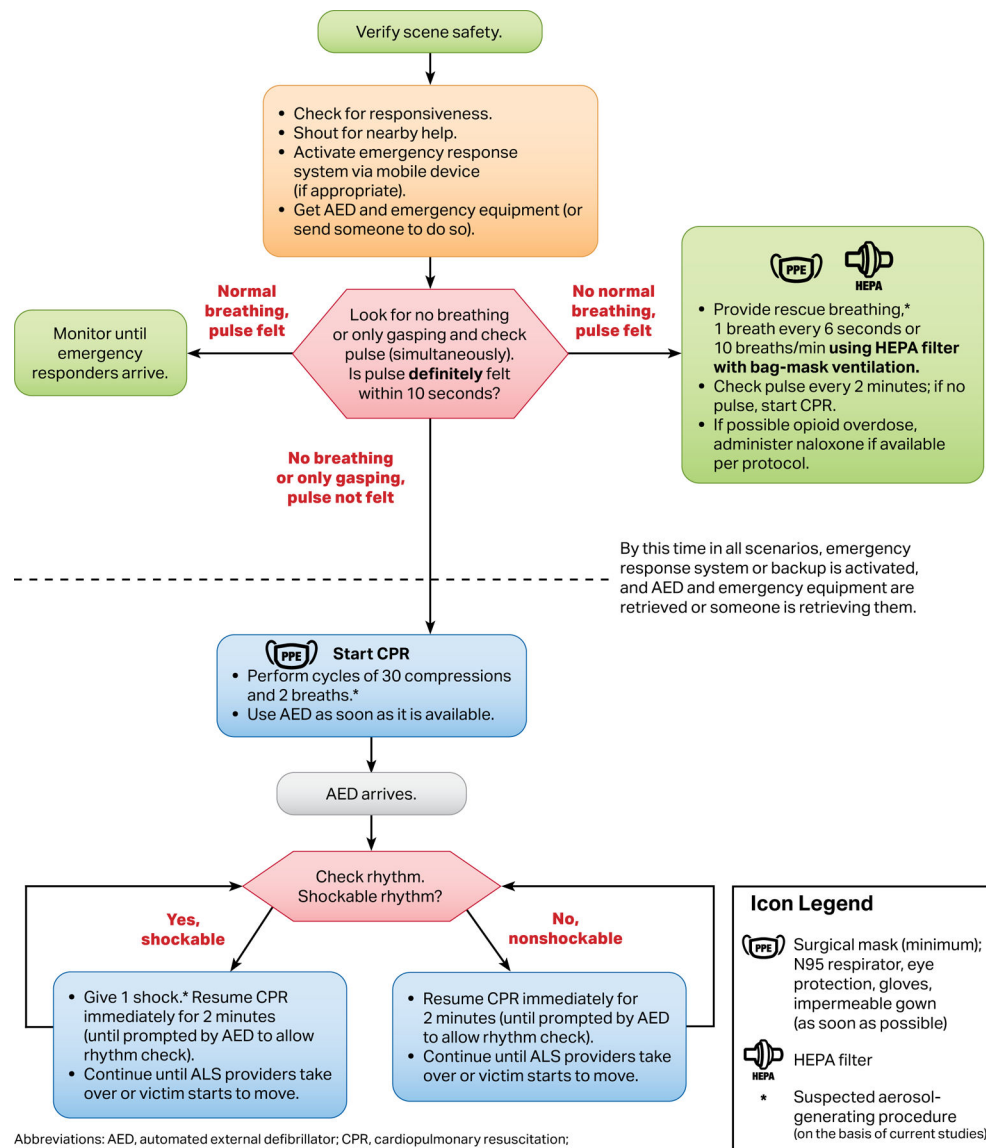 Verify scene safety.
• Check for responsiveness.
• Shout for nearby help.
• Activate emergency response
system via mobile device
(if appropriate).
• Get AED and emergency equipment (or
send someone to do so).
Normal
breathing,
pulse felt
No normal
breathing,
pulse felt
Monitor until
emergency
responders arrive.
Look for no breathing
or only gasping and check
pulse (simultaneously).
Is pulse definitely felt
within 10 seconds?
PPE
HEPA
• Provide rescue breathing,*
1 breath every 6 seconds or
10 breaths/min using HEPA filter
with bag-mask ventilation.
• Check pulse every 2 minutes; if no
pulse, start CPR.
• If possible opioid overdose,
administer naloxone if available
per protocol.
No breathing
or only gasping,
pulse not felt
By this time in all scenarios, emergency
response system or backup is activated,
and AED and emergency equipment are
retrieved or someone is retrieving them.
PPE Start CPR
• Perform cycles of 30 compressions
and 2 breaths.*
• Use AED as soon as it is available.
AED arrives.
Check rhythm.
Shockable rhythm?
Yes,
shockable
No,
nonshockable
• Give 1 shock.* Resume CPR
immediately for 2 minutes
(until prompted by AED to allow
rhythm check).
• Continue until ALS providers take
over or victim starts to move.
• Resume CPR immediately for
2 minutes (until prompted by AED
to allow rhythm check).
• Continue until ALS providers take
over or victim starts to move.
Icon Legend
PPE Surgical mask (minimum);
N95 respirator, eye
protection, gloves,
impermeable gown
(as soon as possible)
HEPA HEPA filter
* Suspected aerosol-
generating procedure
(on the basis of current studies)
Abbreviations: AED, automated external defibrillator; CPR, cardiopulmonary resuscitation;